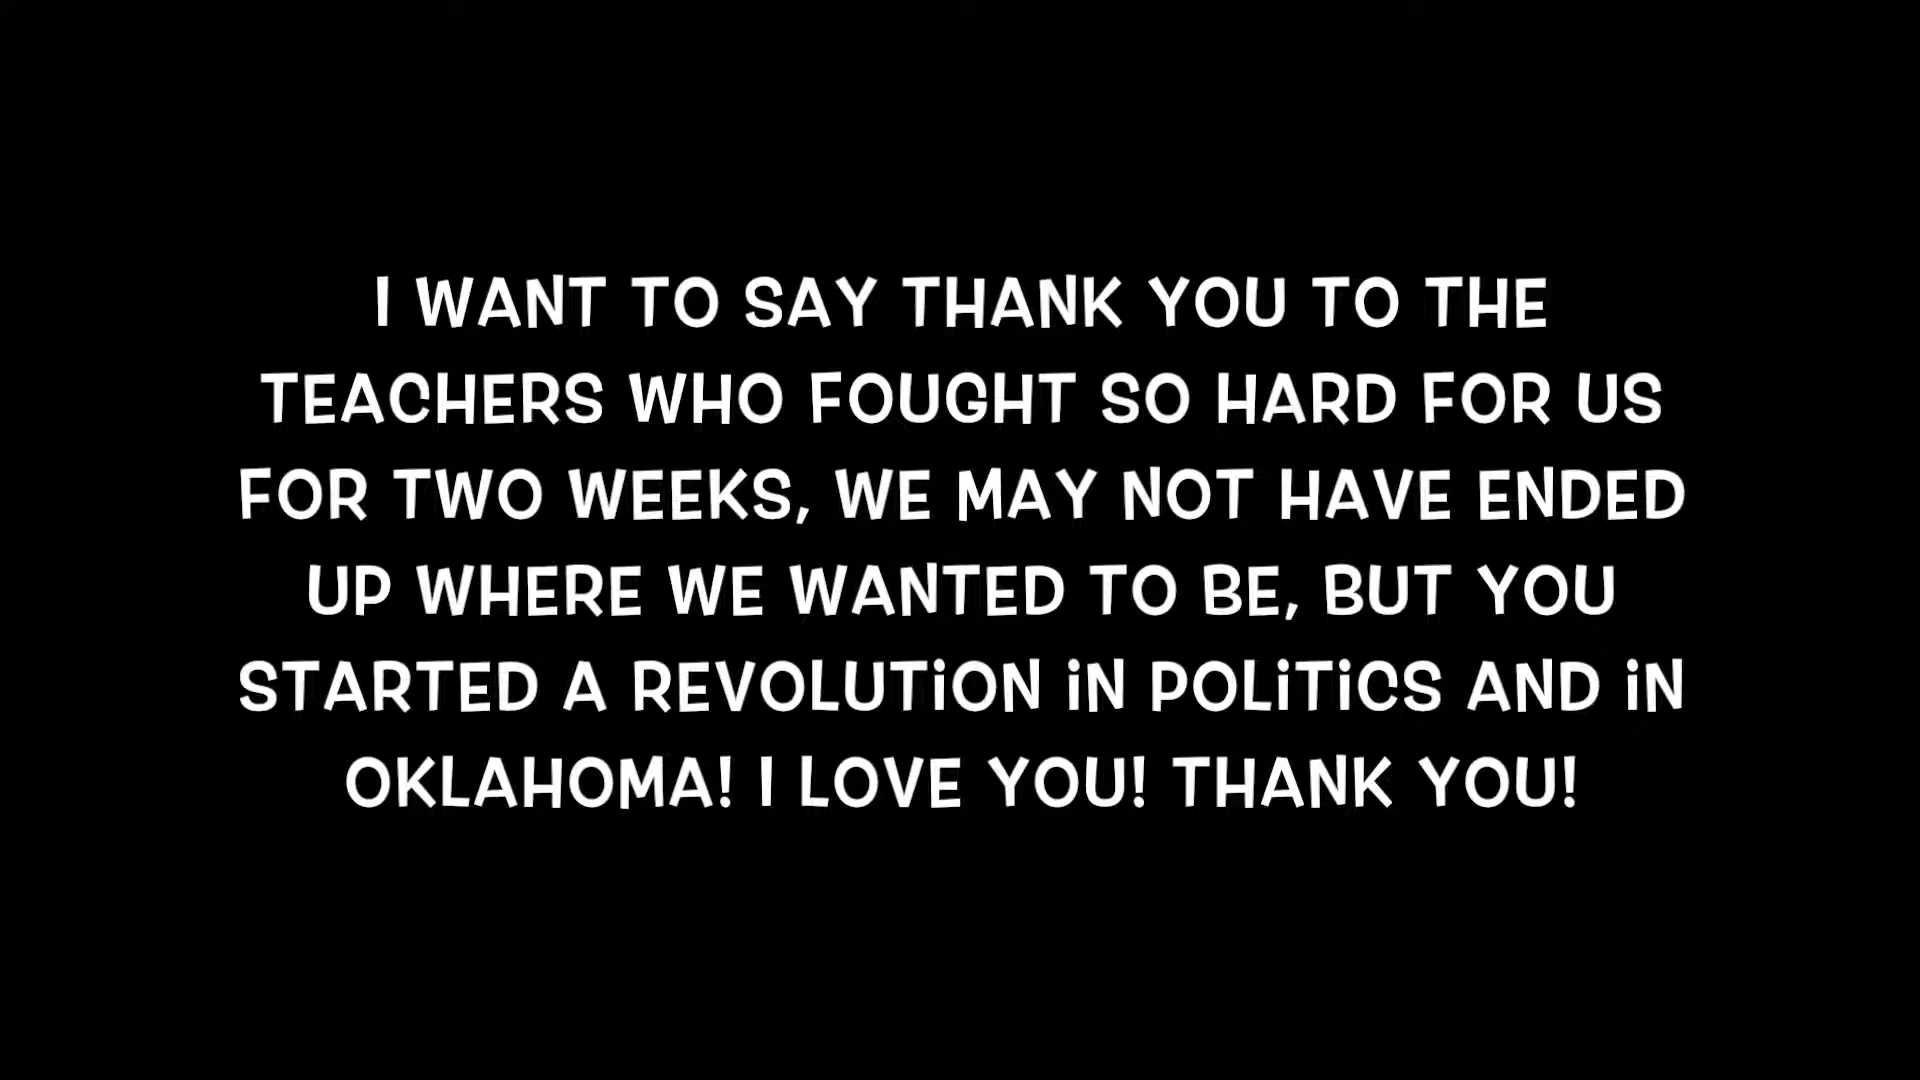 I WANT TO SAY THANK YOU TO THE
TEACHERS WHO FOUGHT SO HARD FOR US
FOR TWO WEEKS, WE MAY NOT HAVE ENDED
UP WHERE WE WANTED TO BE, BUT YOU
STARTED A REVOLUTiON iN POLiTiCS AND iN
OKLAHOMA! I LOVE YOU! THANK YOU!